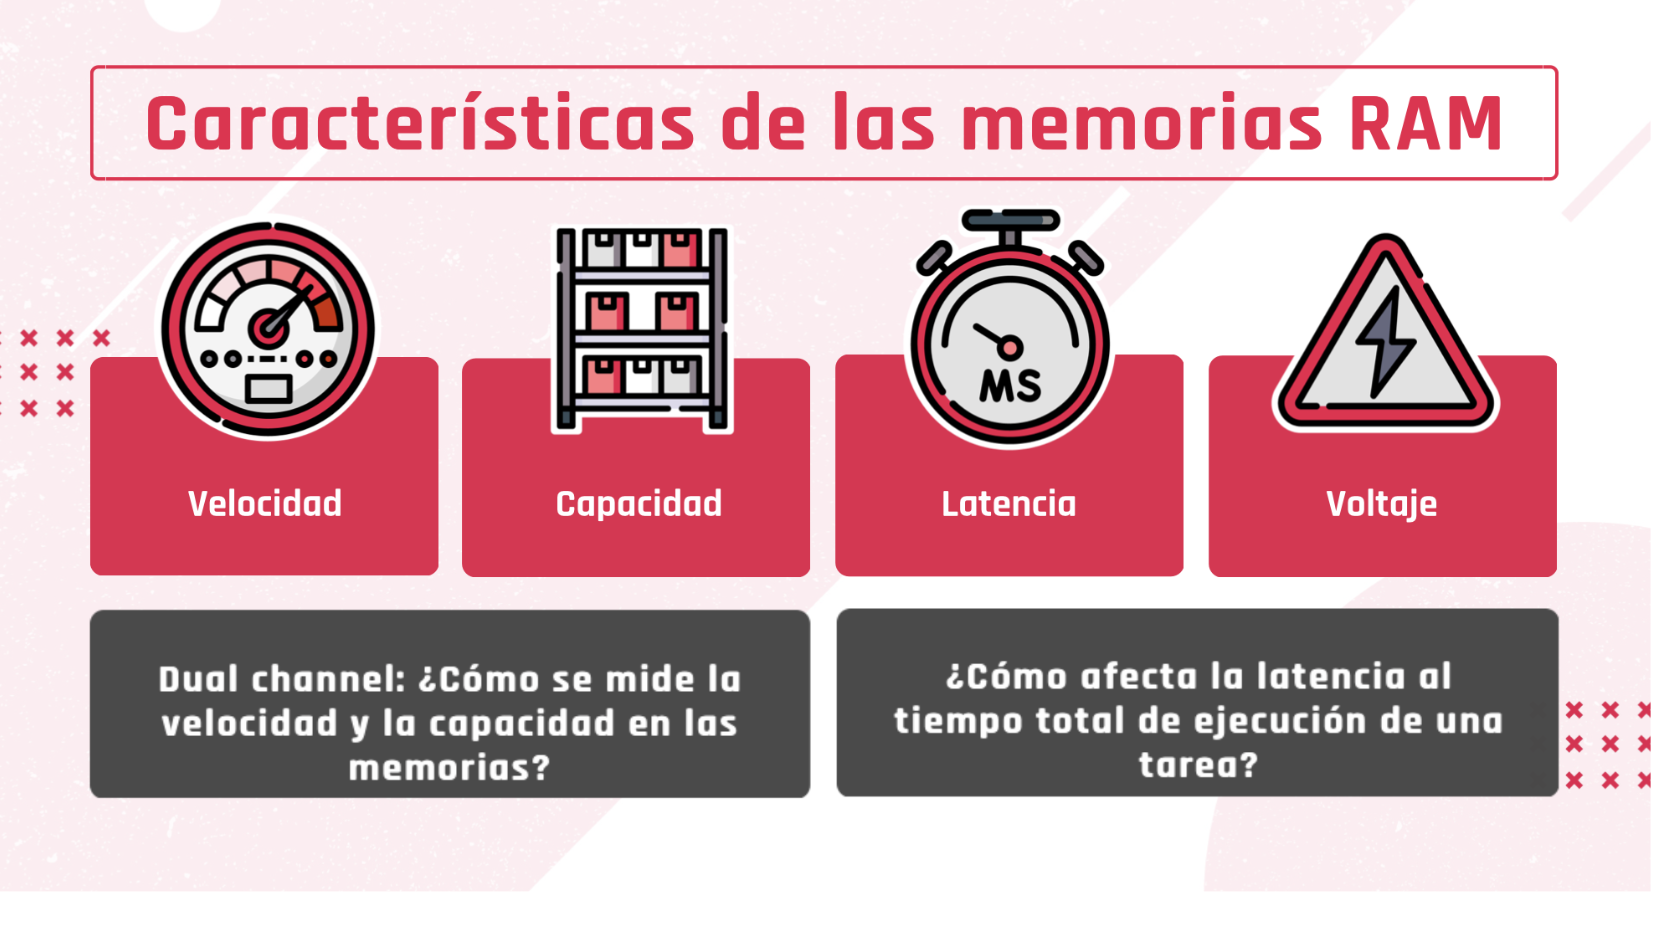 Características de las memorias RAM
MS
Velocidad
Capacidad
Latencia
Voltaje
Dual channel: ¿Cómo se mide la
velocidad y la capacidad en las
memorias?
¿Cómo afecta la latencia al
tiempo total de ejecución de una
tarea?